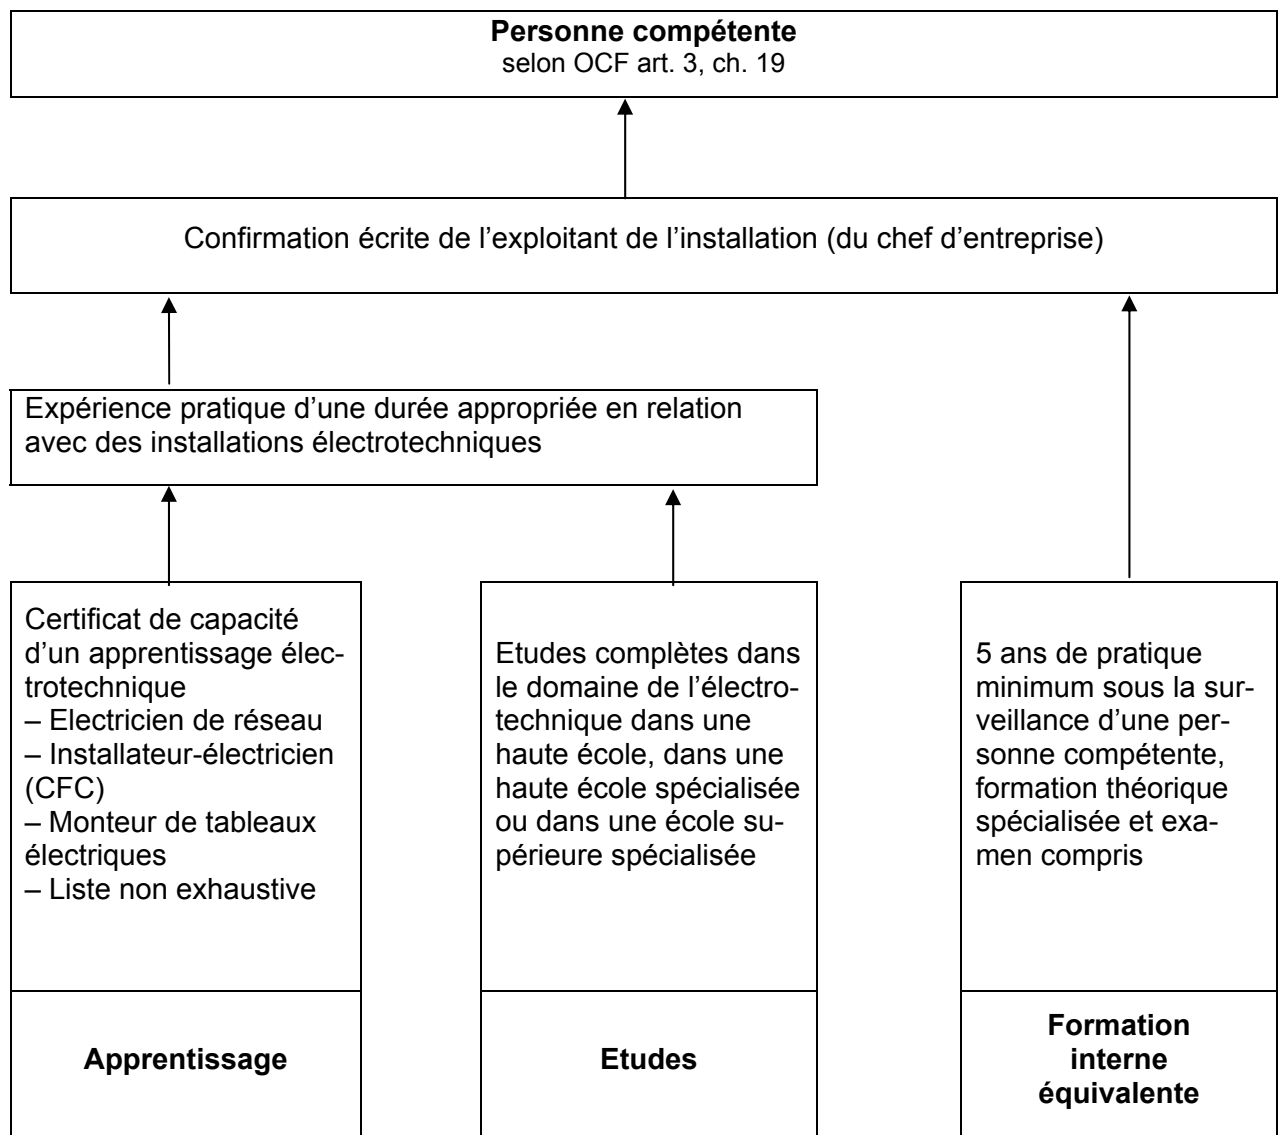 Personne compétente
selon OCF art. 3, ch. 19
Confirmation écrite de l’exploitant de l’installation (du chef d’entreprise)
Expérience pratique d’une durée appropriée en relation
avec des installations électrotechniques
Certificat de capacité
d’un apprentissage élec-
trotechnique
– Electricien de réseau
– Installateur-électricien
(CFC)
– Monteur de tableaux
électriques
– Liste non exhaustive
Apprentissage
Etudes complètes dans
le domaine de l’électro-
technique dans une
haute école, dans une
haute école spécialisée
ou dans une école su-
périeure spécialisée
Etudes
5 ans de pratique
minimum sous la sur-
veillance d’une per-
sonne compétente,
formation théorique
spécialisée et exa-
men compris
Formation
interne
équivalente